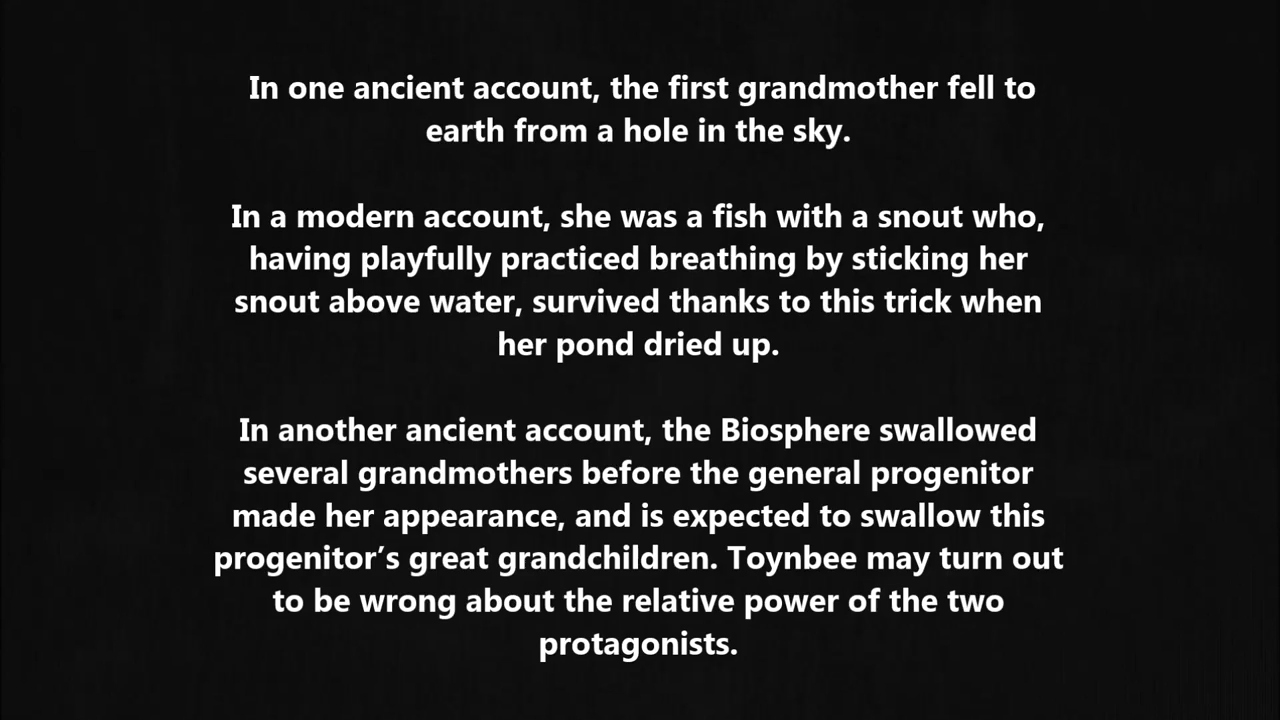 In one ancient account, the first grandmother fell to
earth from a hole in the sky.
In a modern account, she was a fish with a snout who,
having playfully practiced breathing by sticking her
snout above water, survived thanks to this trick when
her pond dried up.
In another ancient account, the Biosphere swallowed
several grandmothers before the general progenitor
made her appearance, and is expected to swallow this
progenitor’s great grandchildren. Toynbee may turn out
to be wrong about the relative power of the two
protagonists.